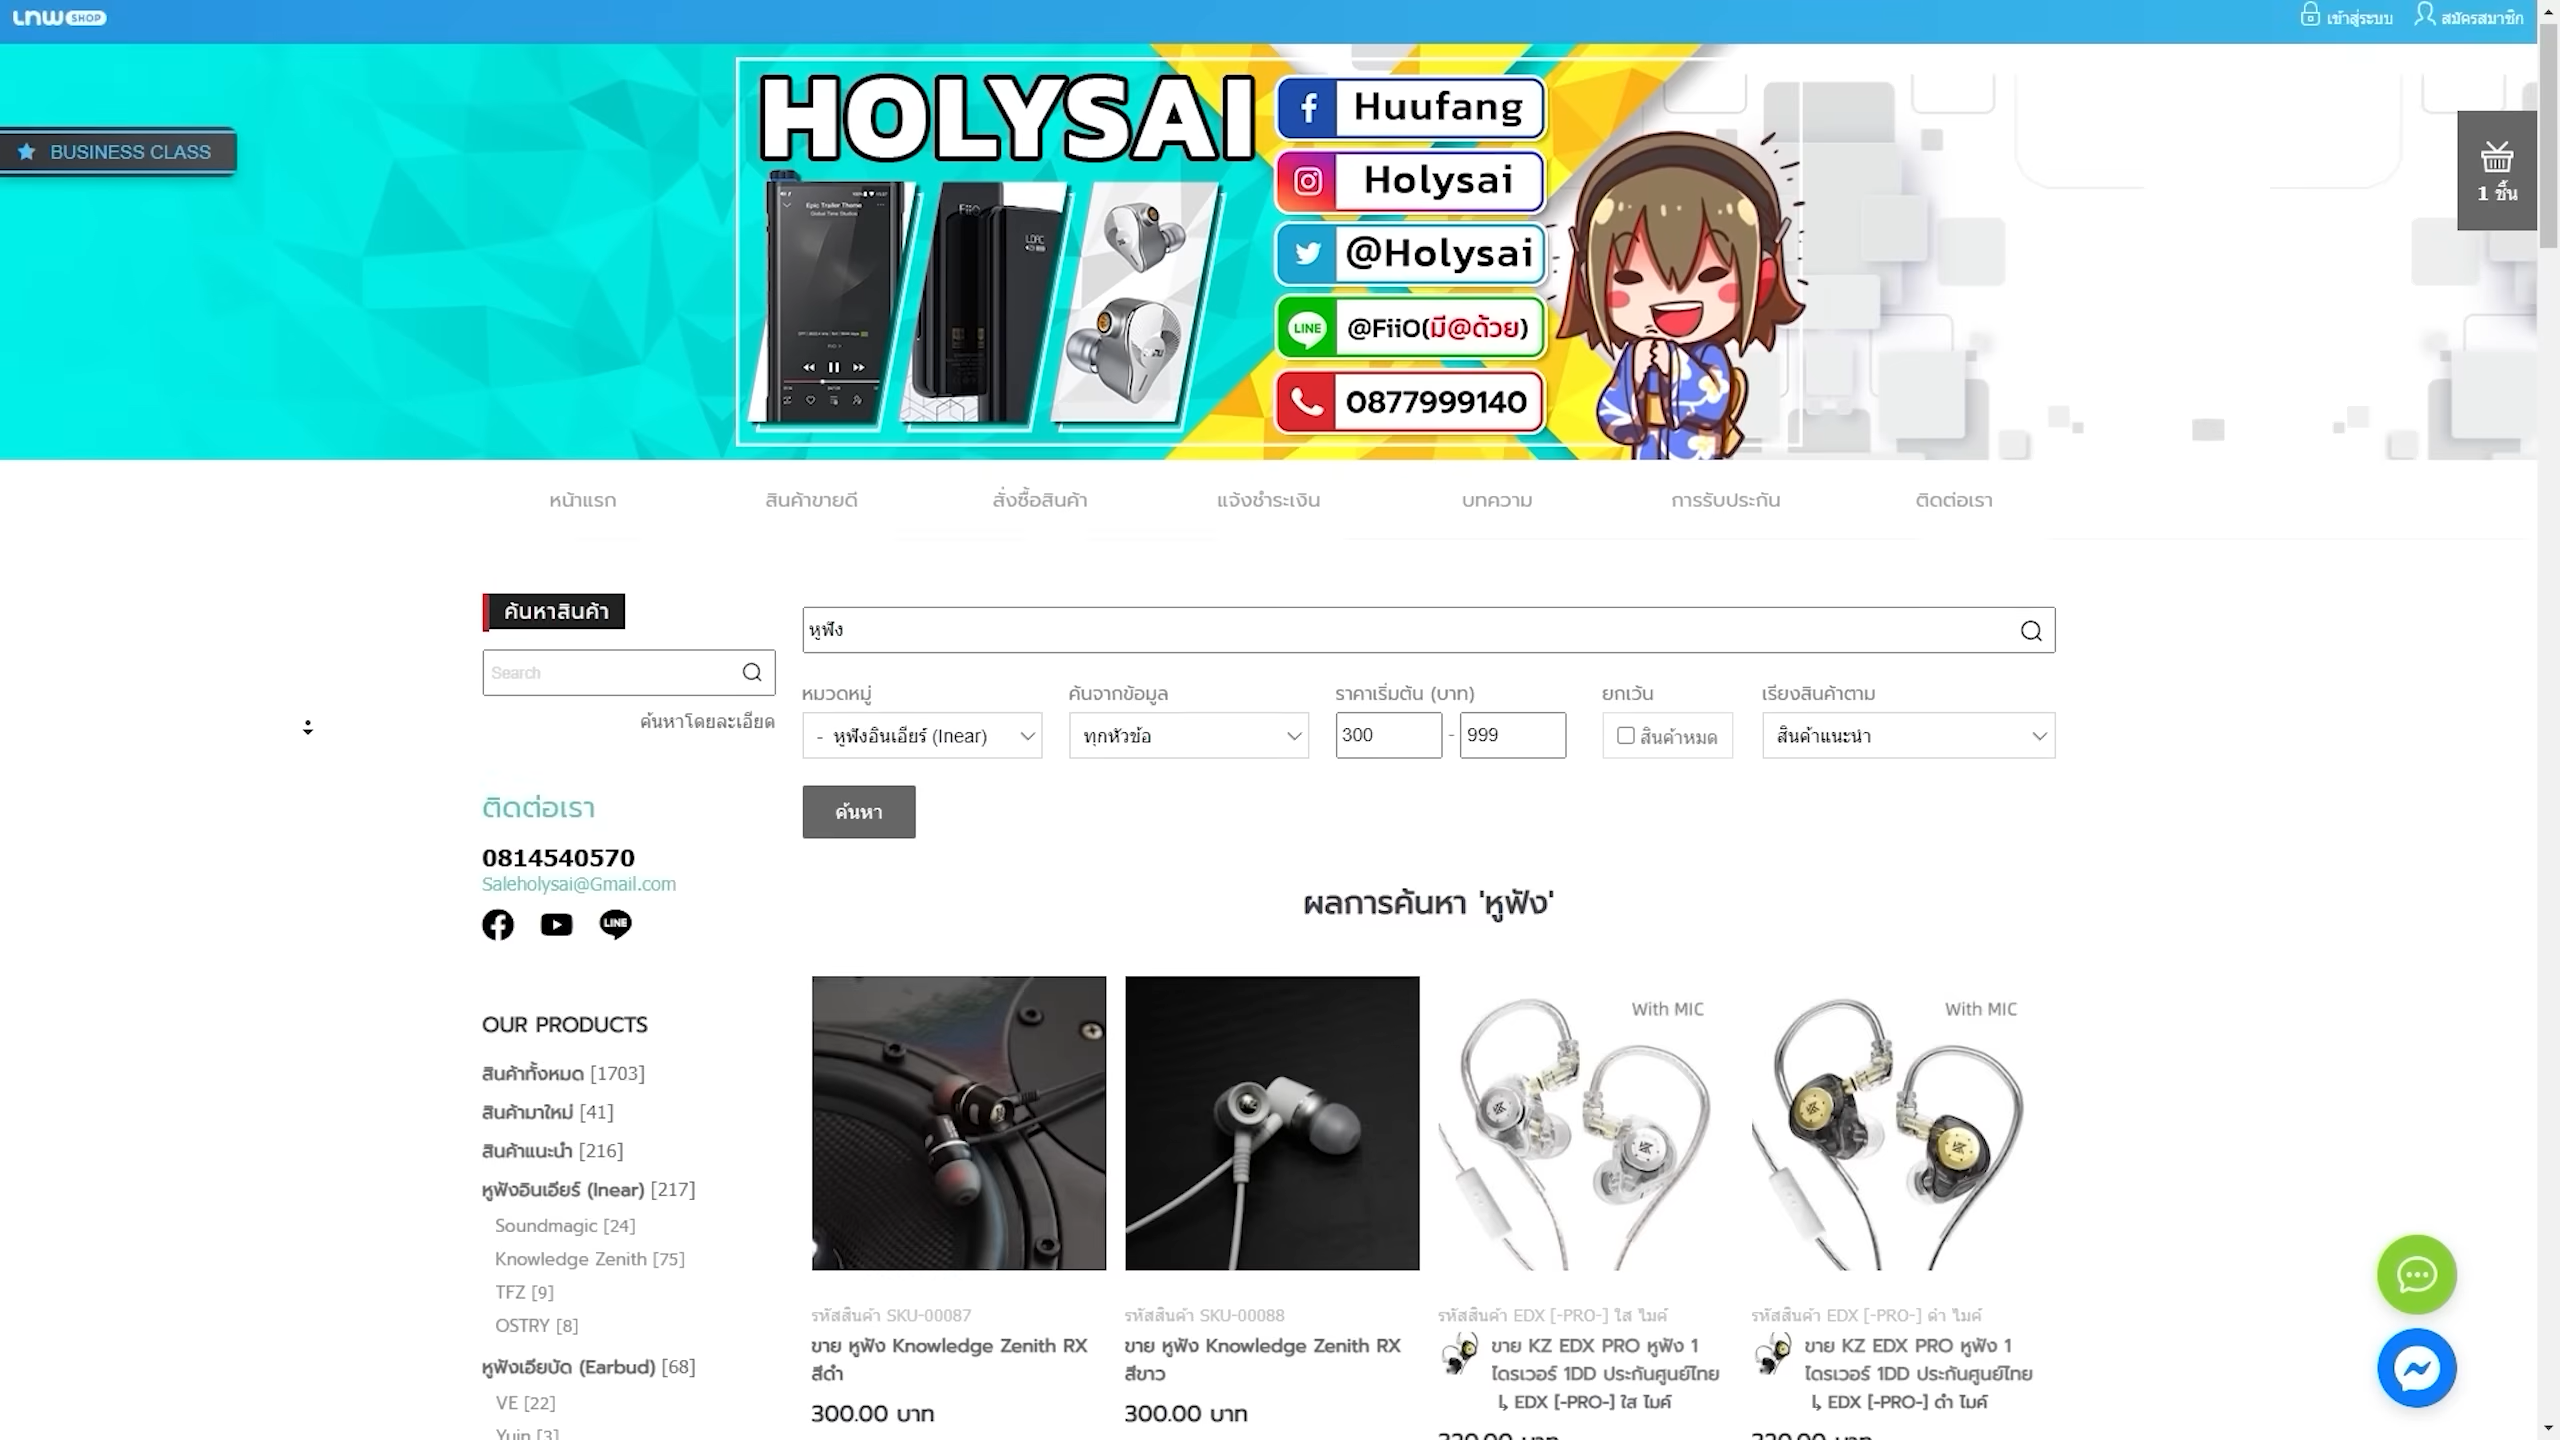 LnwSHOP
เข้าสู่ระบบ
สมัครสมาชิก
BUSINESS CLASS
HOLYSAI
Huufang
Holysai
@Holysai
LINE @FiiO(มี@ด้วย)
0877999140
Epic Trailer Theme
FiiO
1 ชิ้น
หน้าแรก สินค้าขายดี สั่งซื้อสินค้า แจ้งชำระเงิน บทความ การรับประกัน ติดต่อเรา
ค้นหาสินค้า
Search
ค้นหาโดยละเอียด
หูฟัง
หมวดหมู่ ค้นจากข้อมูล ราคาเริ่มต้น (บาท) ยกเว้น เรียงสินค้าตาม
- หูฟังอินเอียร์ (Inear) ทุกหัวข้อ 300 - 999 สินค้าหมด สินค้าแนะนำ
ค้นหา
ติดต่อเรา
0814540570
Saleholysai@Gmail.com
LINE
OUR PRODUCTS
สินค้าทั้งหมด [1703]
สินค้ามาใหม่ [41]
สินค้าแนะนำ [216]
หูฟังอินเอียร์ (Inear) [217]
Soundmagic [24]
Knowledge Zenith [75]
TFZ [9]
OSTRY [8]
หูฟังเอียบัด (Earbud) [68]
VE [22]
Yuin [3]
ผลการค้นหา 'หูฟัง'
รหัสสินค้า SKU-00087
ขาย หูฟัง Knowledge Zenith RX
สีดำ
300.00 บาท
รหัสสินค้า SKU-00088
ขาย หูฟัง Knowledge Zenith RX
สีขาว
300.00 บาท
With MIC
รหัสสินค้า EDX [-PRO-] ใส ไมค์
ขาย KZ EDX PRO หูฟัง 1
ไดรเวอร์ 1DD ประกันศูนย์ไทย
↳ EDX [-PRO-] ใส ไมค์
With MIC
รหัสสินค้า EDX [-PRO-] ดำ ไมค์
ขาย KZ EDX PRO หูฟัง 1
ไดรเวอร์ 1DD ประกันศูนย์ไทย
↳ EDX [-PRO-] ดำ ไมค์